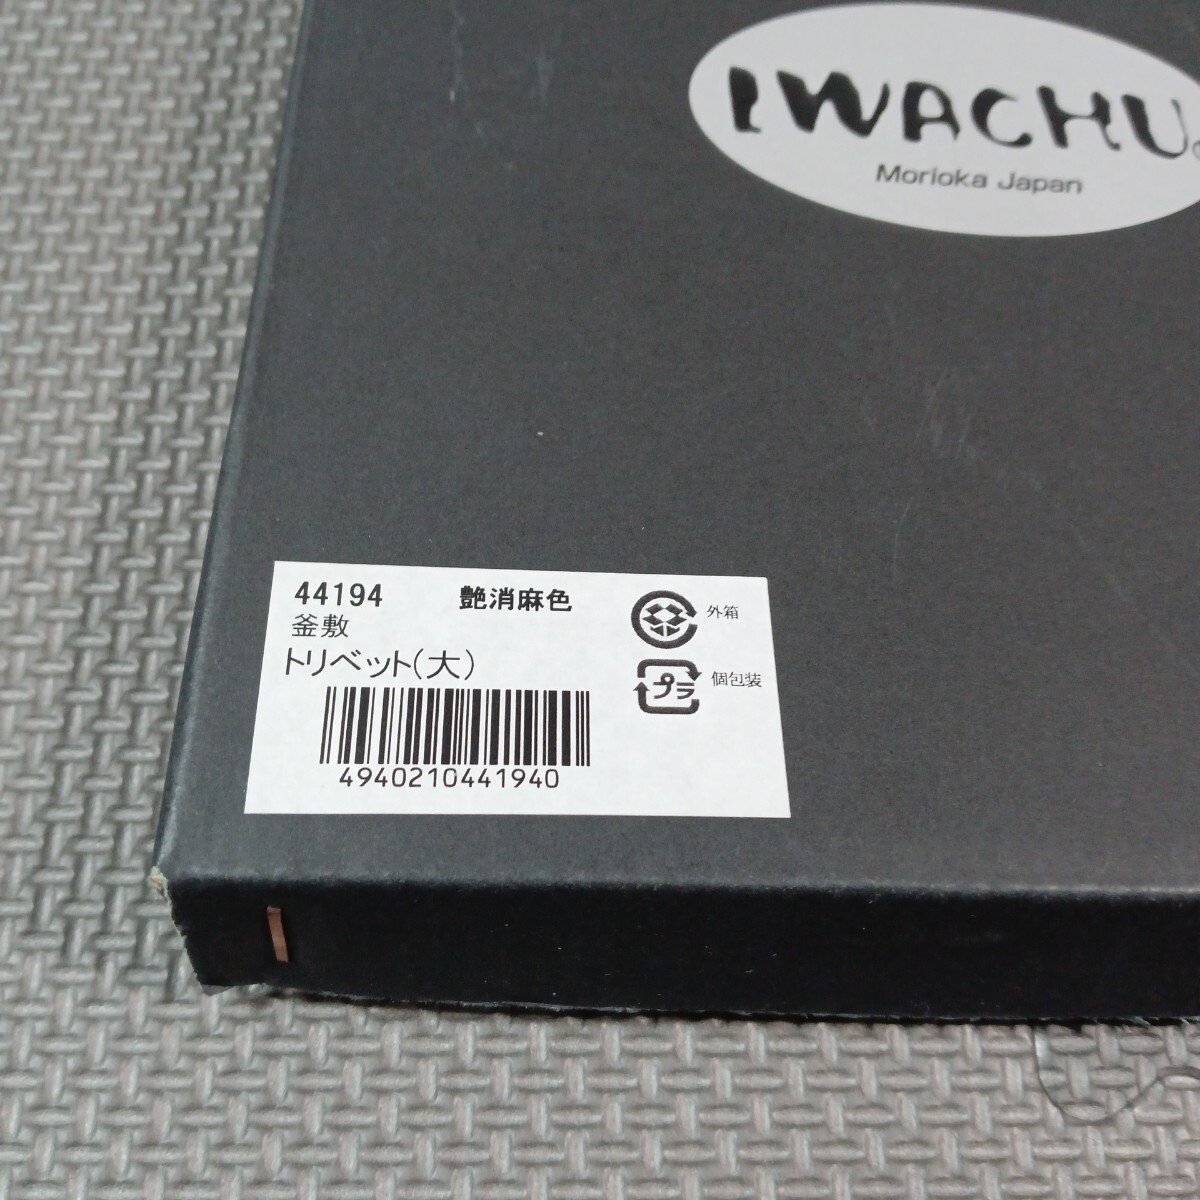 IWACHU®
Morioka Japan
44194 艶消麻色
釜敷
トリベット(大)
外箱
プラ 個包装
4940210441940